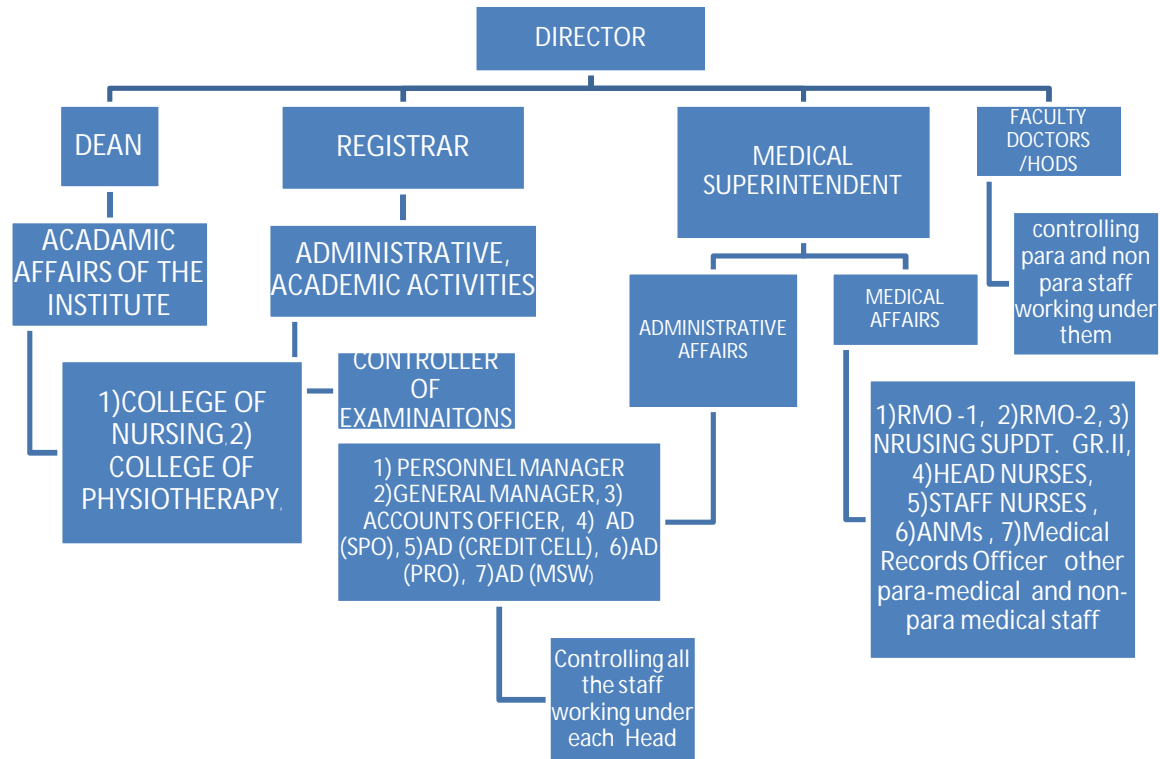 DIRECTOR
DEAN
REGISTRAR
MEDICAL
SUPERINTENDENT
FACULTY
DOCTORS
/HODS
ACADAMIC
AFFAIRS OF THE
INSTITUTE
ADMINISTRATIVE,
ACADEMIC ACTIVITIES
ADMINISTRATIVE
AFFAIRS
MEDICAL
AFFAIRS
controlling
para and non
para staff
working under
them
1)COLLEGE OF
NURSING,2)
COLLEGE OF
PHYSIOTHERAPY,
CONTROLLER
OF
EXAMINAITONS
1) PERSONNEL MANAGER
2)GENERAL MANAGER, 3)
ACCOUNTS OFFICER, 4) AD
(SPO), 5)AD (CREDIT CELL), 6)AD
(PRO), 7)AD (MSW)
1)RMO -1, 2)RMO-2, 3)
NRUSING SUPDT. GR.II,
4)HEAD NURSES,
5)STAFF NURSES ,
6)ANMs , 7)Medical
Records Officer other
para-medical and non-
para medical staff
Controlling all
the staff
working under
each Head